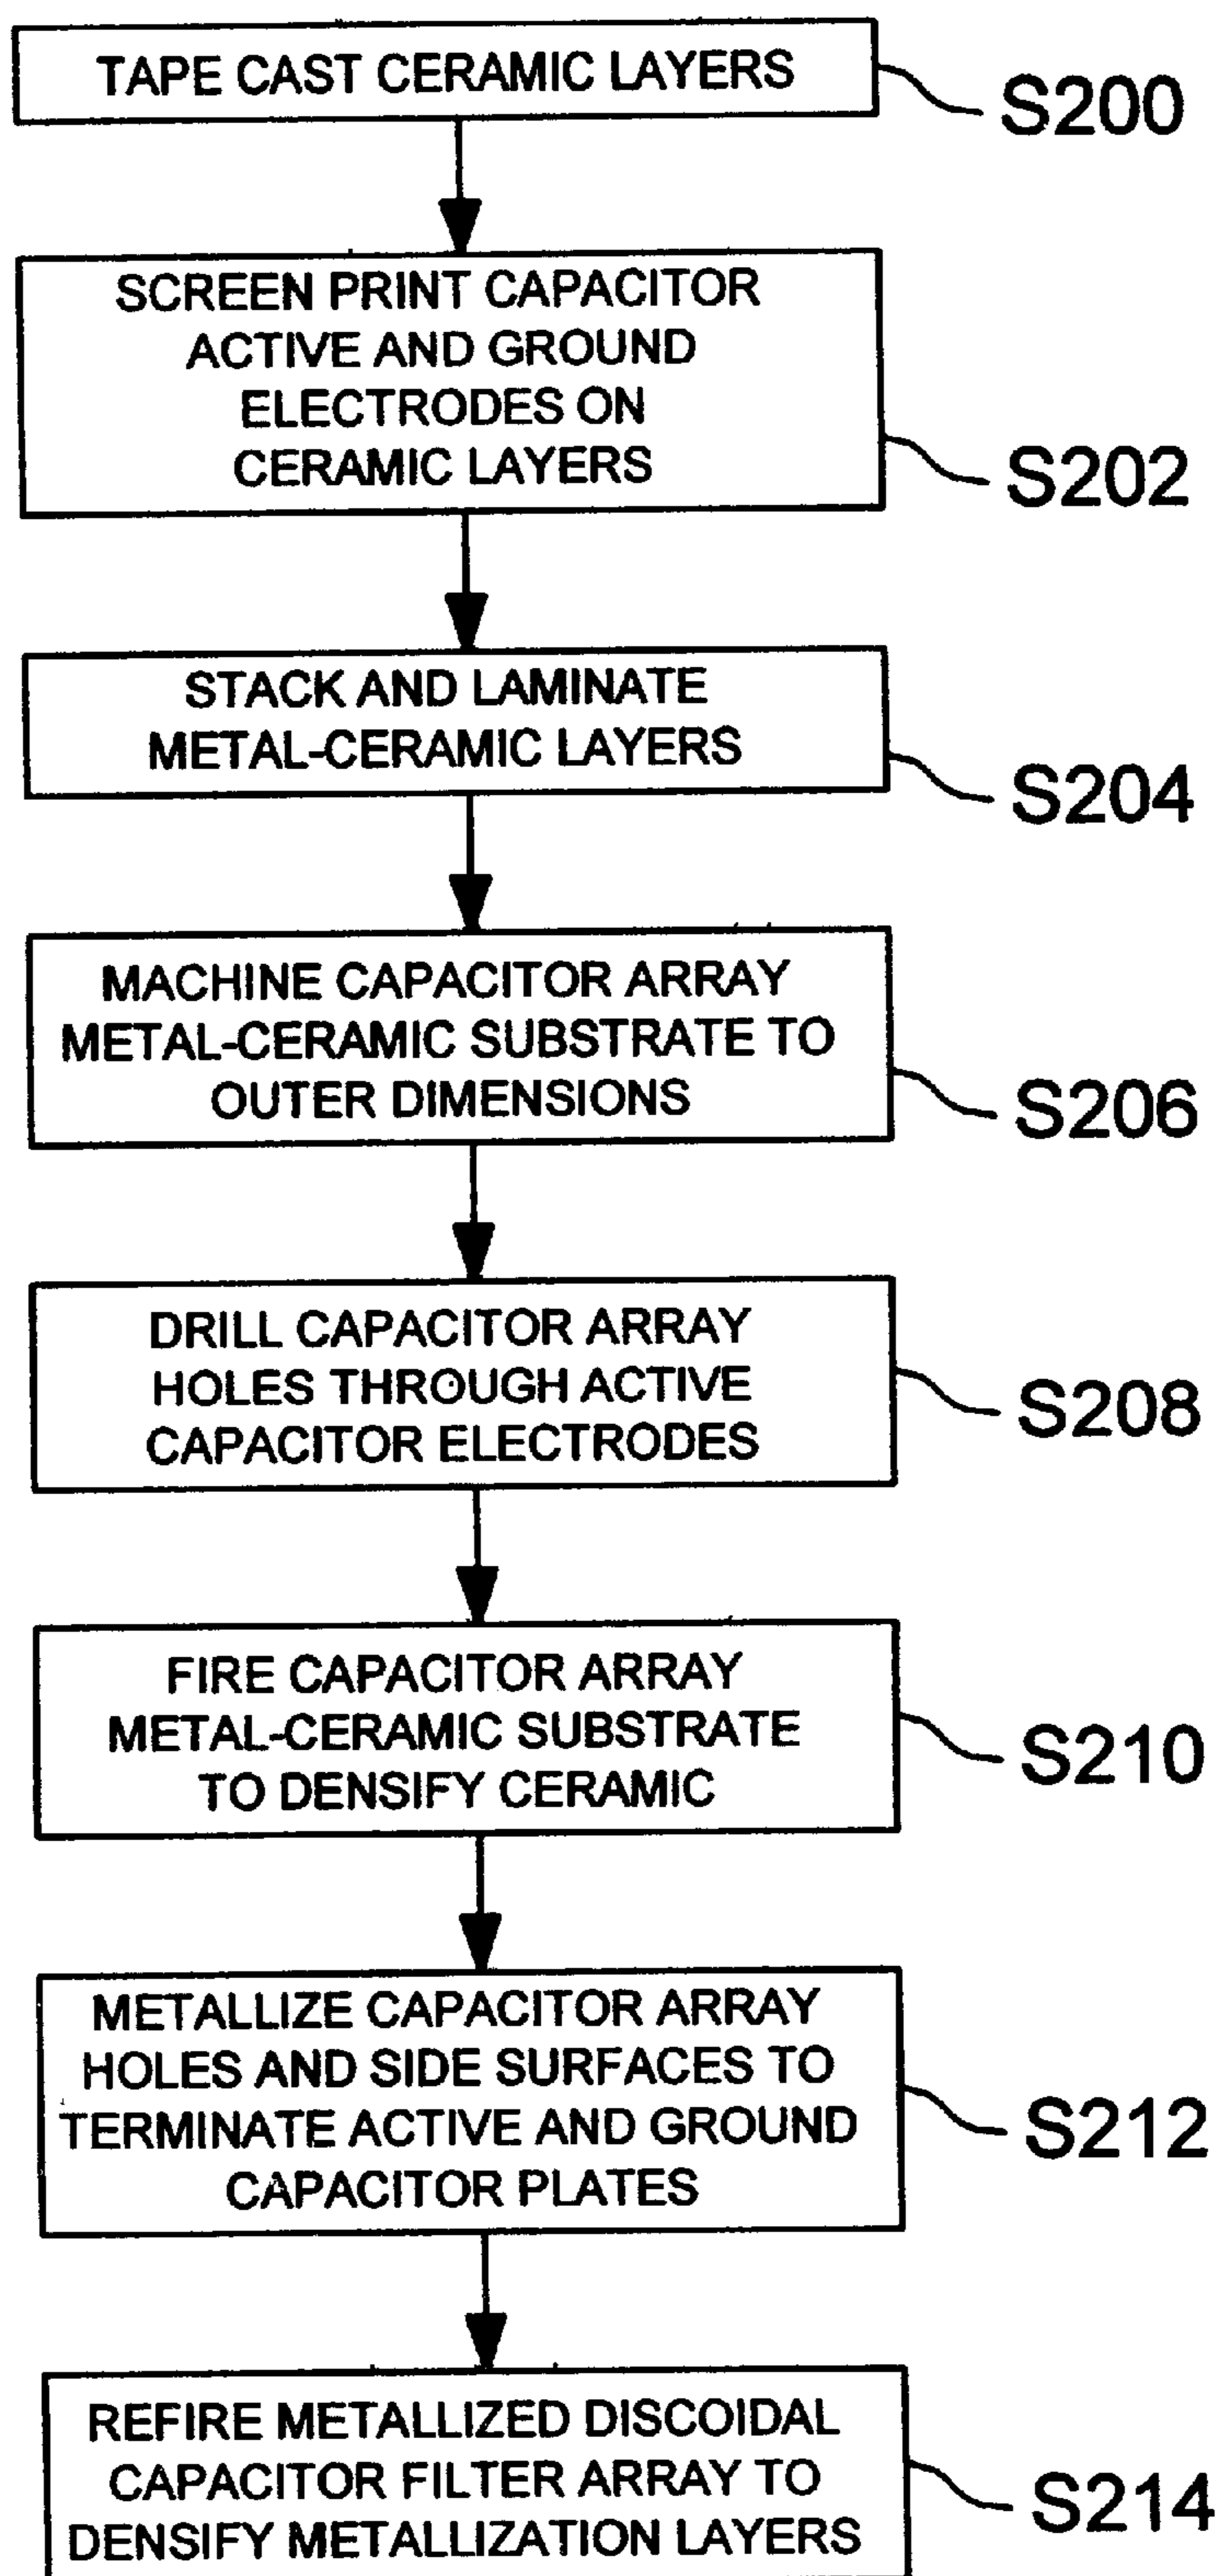 TAPE CAST CERAMIC LAYERS
S200
SCREEN PRINT CAPACITOR
ACTIVE AND GROUND
ELECTRODES ON
CERAMIC LAYERS
S202
STACK AND LAMINATE
METAL-CERAMIC LAYERS
S204
MACHINE CAPACITOR ARRAY
METAL-CERAMIC SUBSTRATE TO
OUTER DIMENSIONS
S206
DRILL CAPACITOR ARRAY
HOLES THROUGH ACTIVE
CAPACITOR ELECTRODES
S208
FIRE CAPACITOR ARRAY
METAL-CERAMIC SUBSTRATE
TO DENSIFY CERAMIC
S210
METALLIZE CAPACITOR ARRAY
HOLES AND SIDE SURFACES TO
TERMINATE ACTIVE AND GROUND
CAPACITOR PLATES
S212
REFIRE METALLIZED DISCOIDAL
CAPACITOR FILTER ARRAY TO
DENSIFY METALLIZATION LAYERS
S214